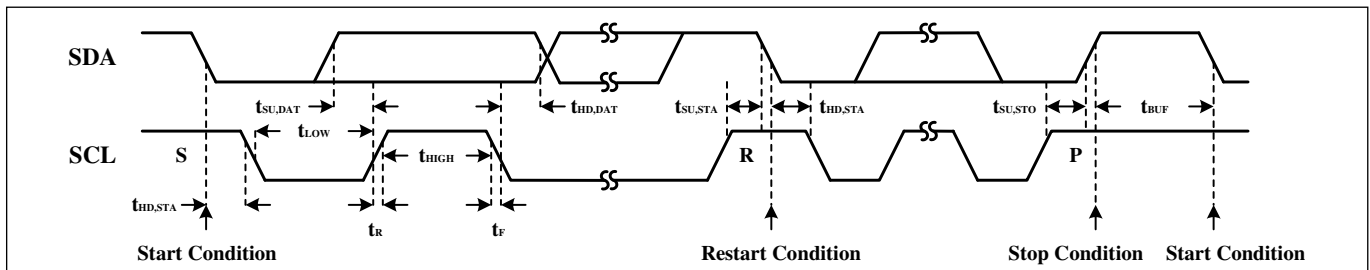 SDA
tSU,DAT
tHD,DAT
tSU,STA
tHD,STA
tSU,STO
tBUF
tLOW
SCL
S
tHIGH
R
P
tHD,STA
tR
tF
Start Condition
Restart Condition
Stop Condition
Start Condition